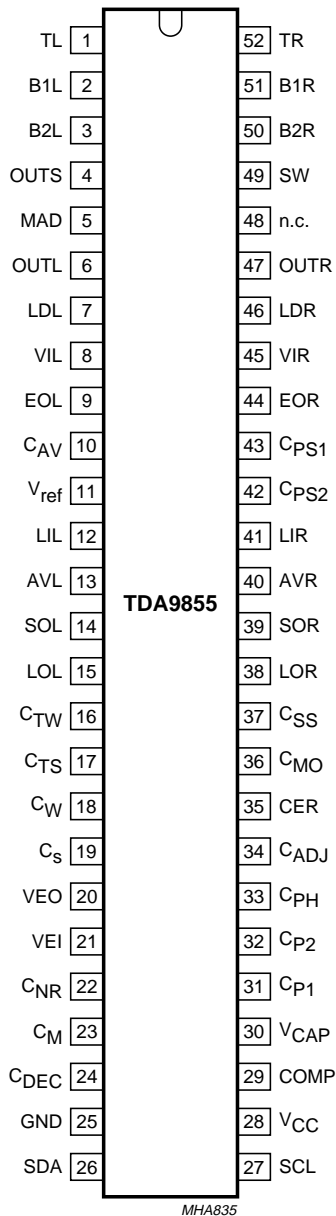 TL 1 52 TR
B1L 2 51 B1R
B2L 3 50 B2R
OUTS 4 49 SW
MAD 5 48 n.c.
OUTL 6 47 OUTR
LDL 7 46 LDR
VIL 8 45 VIR
EOL 9 44 EOR
CAV 10 43 CPS1
Vref 11 42 CPS2
LIL 12 41 LIR
AVL 13 40 AVR
TDA9855
SOL 14 39 SOR
LOL 15 38 LOR
CTW 16 37 CSS
CTS 17 36 CMO
CW 18 35 CER
Cs 19 34 CADJ
VEO 20 33 CPH
VEI 21 32 CP2
CNR 22 31 CP1
CM 23 30 VCAP
CDEC 24 29 COMP
GND 25 28 VCC
SDA 26 27 SCL
MHA835